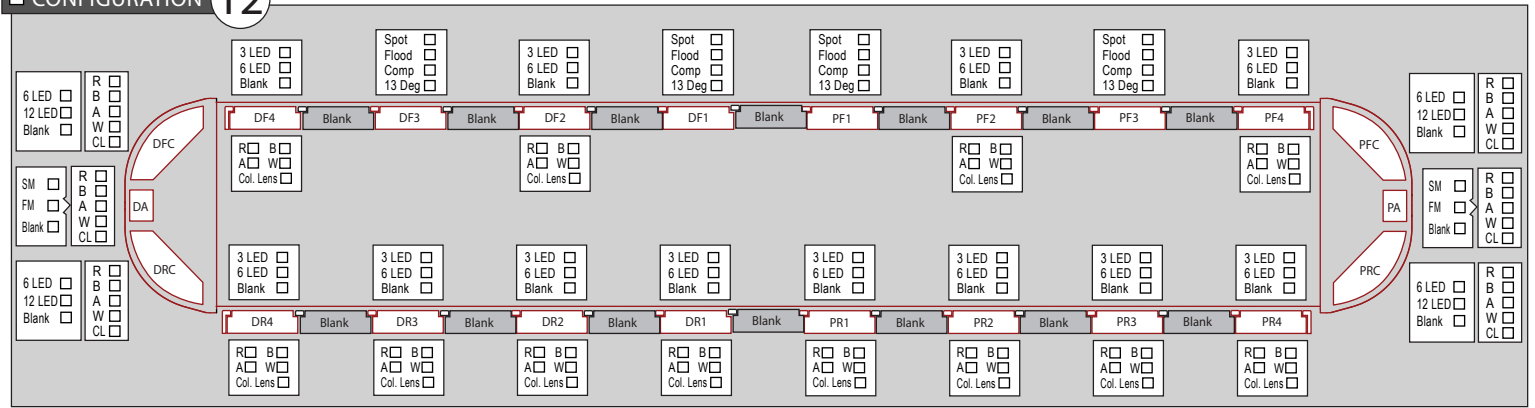 CONFIGURATION 12
3 LED
6 LED
Blank
Spot
Flood
Comp
13 Deg
3 LED
6 LED
Blank
Spot
Flood
Comp
13 Deg
Spot
Flood
Comp
13 Deg
3 LED
6 LED
Blank
Spot
Flood
Comp
13 Deg
3 LED
6 LED
Blank
6 LED
12 LED
Blank
R
B
A
W
CL
DF4 Blank DF3 Blank DF2 Blank DF1 Blank PF1 Blank PF2 Blank PF3 Blank PF4
6 LED
12 LED
Blank
R
B
A
W
CL
DFC
PFC
R B
A W
Col. Lens
R B
A W
Col. Lens
R B
A W
Col. Lens
R B
A W
Col. Lens
SM
FM
Blank
R
B
A
W
CL
DA
PA
SM
FM
Blank
R
B
A
W
CL
DRC
PRC
3 LED
6 LED
Blank
3 LED
6 LED
Blank
3 LED
6 LED
Blank
3 LED
6 LED
Blank
3 LED
6 LED
Blank
3 LED
6 LED
Blank
3 LED
6 LED
Blank
3 LED
6 LED
Blank
6 LED
12 LED
Blank
R
B
A
W
CL
DR4 Blank DR3 Blank DR2 Blank DR1 Blank PR1 Blank PR2 Blank PR3 Blank PR4
6 LED
12 LED
Blank
R
B
A
W
CL
R B
A W
Col. Lens
R B
A W
Col. Lens
R B
A W
Col. Lens
R B
A W
Col. Lens
R B
A W
Col. Lens
R B
A W
Col. Lens
R B
A W
Col. Lens
R B
A W
Col. Lens